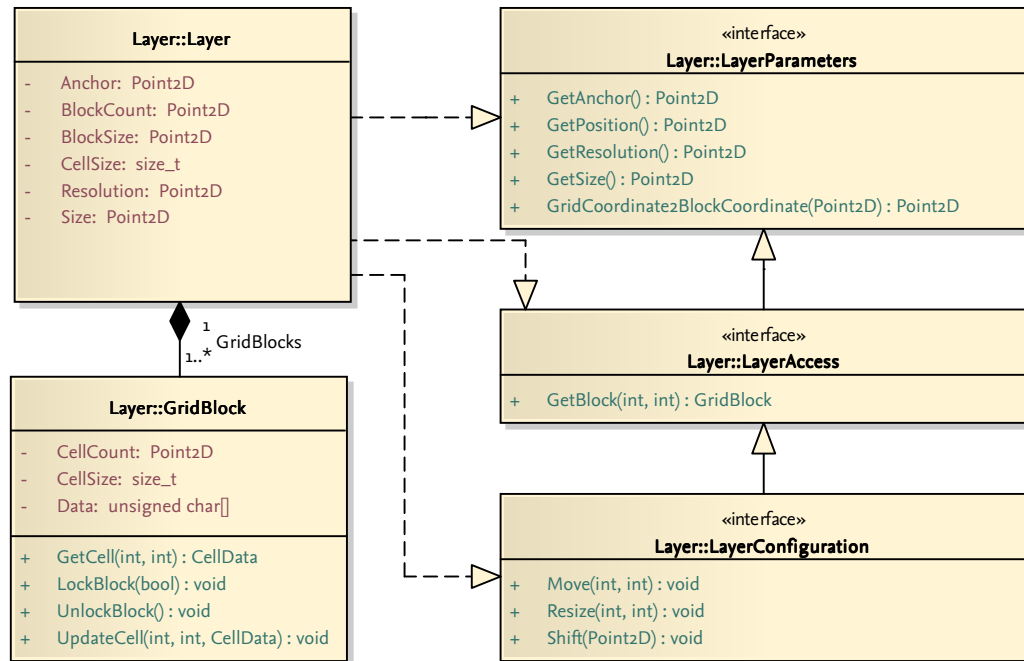 Layer::Layer
- Anchor: Point2D
- BlockCount: Point2D
- BlockSize: Point2D
- CellSize: size_t
- Resolution: Point2D
- Size: Point2D
1
GridBlocks
1..*
Layer::GridBlock
- CellCount: Point2D
- CellSize: size_t
- Data: unsigned char[]
+ GetCell(int, int) : CellData
+ LockBlock(bool) : void
+ UnlockBlock() : void
+ UpdateCell(int, int, CellData) : void
«interface»
Layer::LayerParameters
+ GetAnchor() : Point2D
+ GetPosition() : Point2D
+ GetResolution() : Point2D
+ GetSize() : Point2D
+ GridCoordinate2BlockCoordinate(Point2D) : Point2D
«interface»
Layer::LayerAccess
+ GetBlock(int, int) : GridBlock
«interface»
Layer::LayerConfiguration
+ Move(int, int) : void
+ Resize(int, int) : void
+ Shift(Point2D) : void